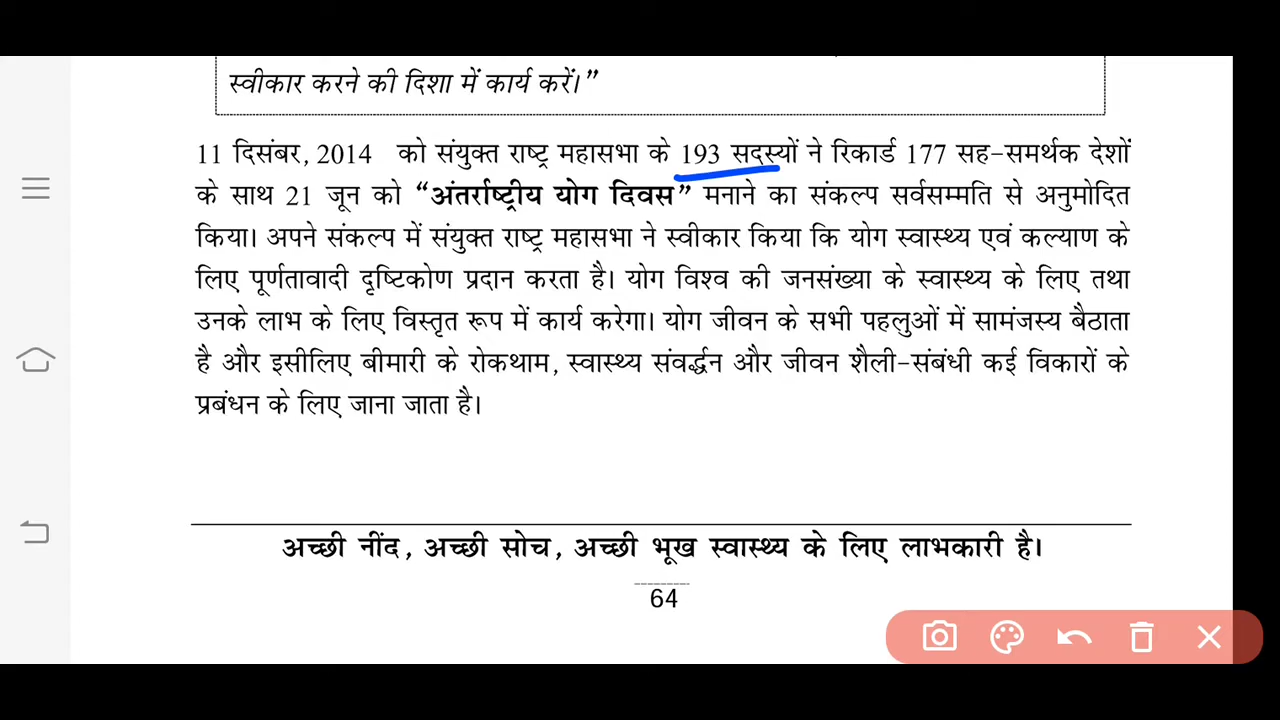 स्वीकार करने की दिशा में कार्य करें।”
11 दिसंबर, 2014 को संयुक्त राष्ट्र महासभा के 193 सदस्यों ने रिकार्ड 177 सह-समर्थक देशों
के साथ 21 जून को “अंतर्राष्ट्रीय योग दिवस” मनाने का संकल्प सर्वसम्मति से अनुमोदित
किया। अपने संकल्प में संयुक्त राष्ट्र महासभा ने स्वीकार किया कि योग स्वास्थ्य एवं कल्याण के
लिए पूर्णतावादी दृष्टिकोण प्रदान करता है। योग विश्व की जनसंख्या के स्वास्थ्य के लिए तथा
उनके लाभ के लिए विस्तृत रूप में कार्य करेगा। योग जीवन के सभी पहलुओं में सामंजस्य बैठाता
है और इसीलिए बीमारी के रोकथाम, स्वास्थ्य संवर्द्धन और जीवन शैली-संबंधी कई विकारों के
प्रबंधन के लिए जाना जाता है।
अच्छी नींद, अच्छी सोच, अच्छी भूख स्वास्थ्य के लिए लाभकारी है।
64